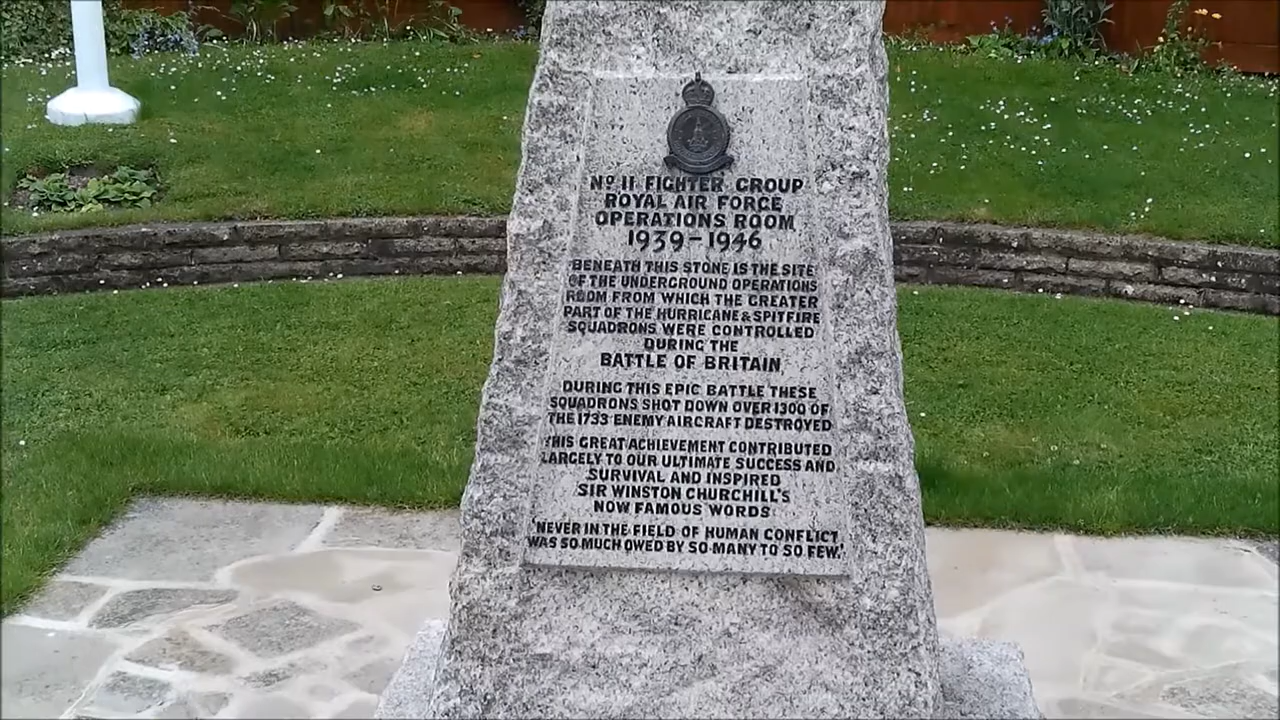 Nº 11 FIGHTER GROUP
ROYAL AIR FORCE
OPERATIONS ROOM
1939-1946
BENEATH THIS STONE IS THE SITE
OF THE UNDERGROUND OPERATIONS
ROOM FROM WHICH THE GREATER
PART OF THE HURRICANE & SPITFIRE
SQUADRONS WERE CONTROLLED
DURING THE
BATTLE OF BRITAIN,
DURING THIS EPIC BATTLE THESE
SQUADRONS SHOT DOWN OVER 1300 OF
THE 1733 ENEMY AIRCRAFT DESTROYED
THIS GREAT ACHIEVEMENT CONTRIBUTED
LARGELY TO OUR ULTIMATE SUCCESS AND
SURVIVAL AND INSPIRED
SIR WINSTON CHURCHILL'S
NOW FAMOUS WORDS
'NEVER IN THE FIELD OF HUMAN CONFLICT
WAS SO MUCH OWED BY SO MANY TO SO FEW.'